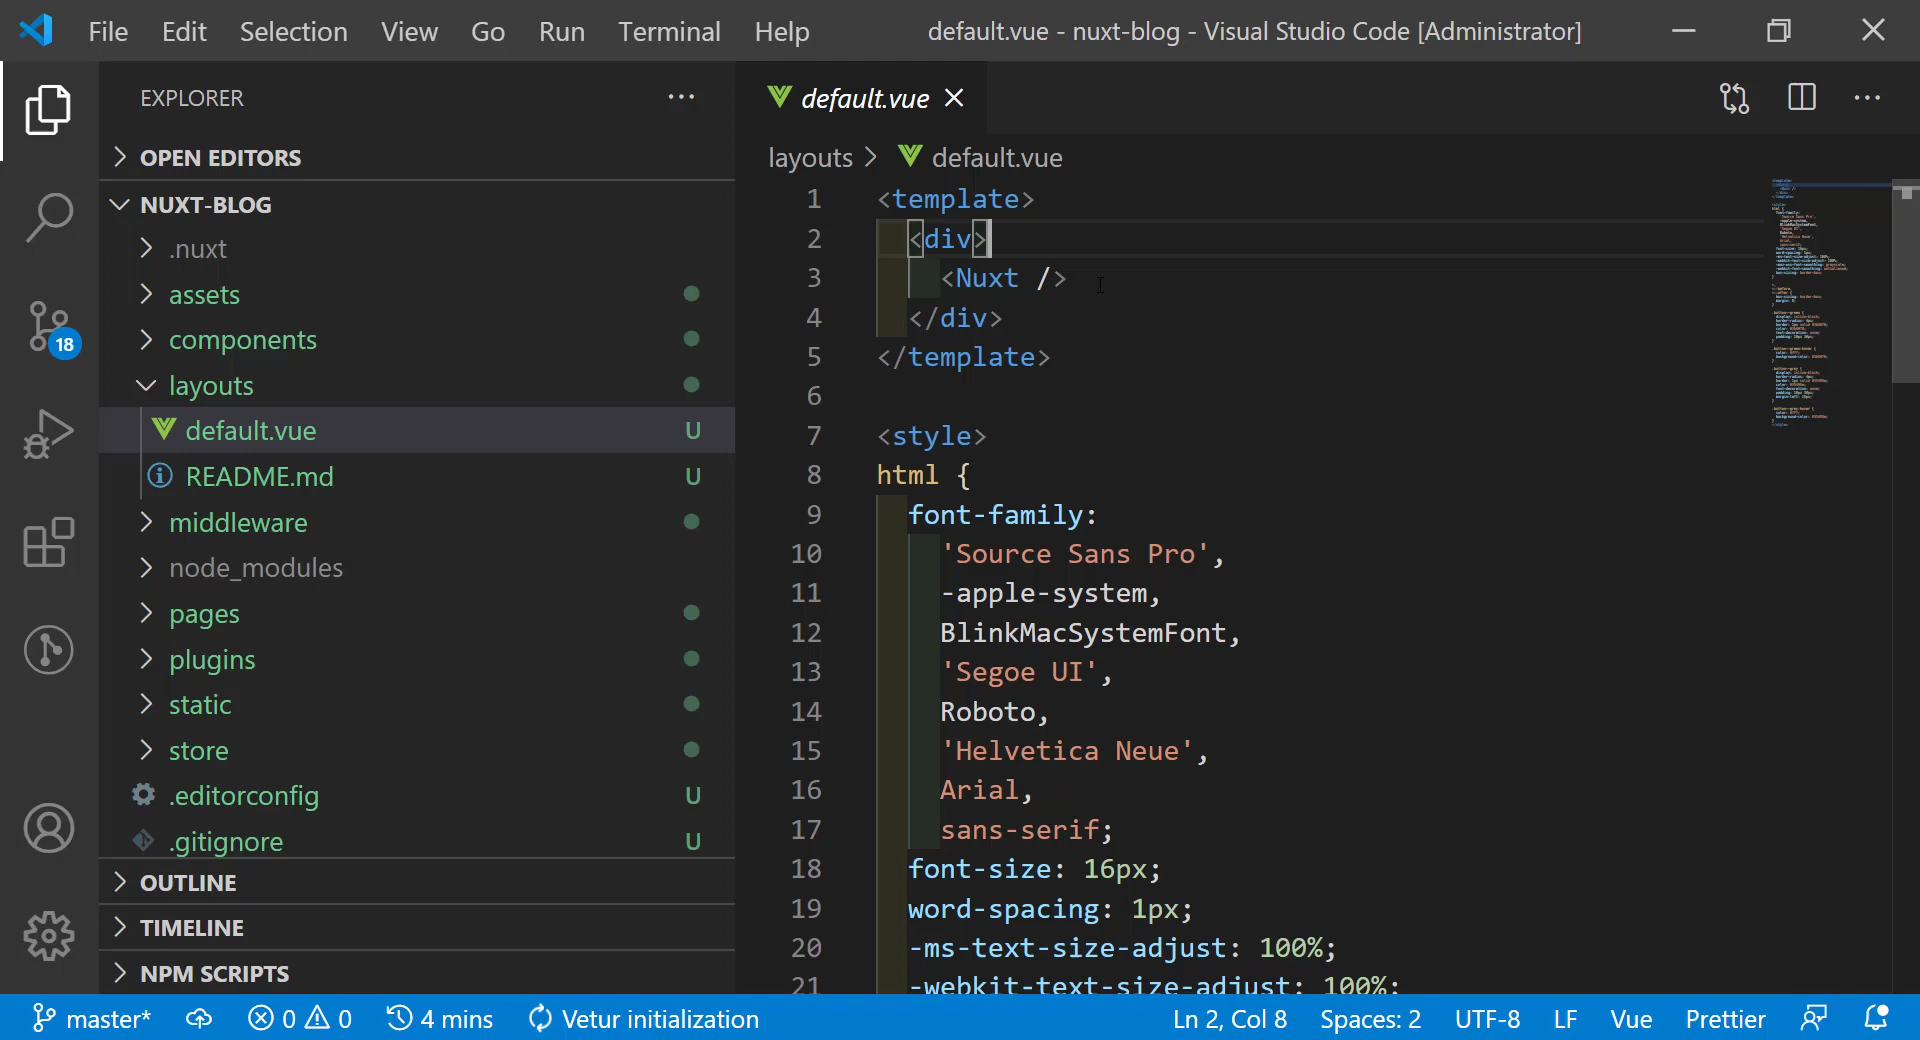 File Edit Selection View Go Run Terminal Help default.vue - nuxt-blog - Visual Studio Code [Administrator]
EXPLORER
OPEN EDITORS
NUXT-BLOG
.nuxt
assets
components
layouts
default.vue U
README.md U
middleware
node_modules
pages
plugins
static
store
.editorconfig U
.gitignore U
OUTLINE
TIMELINE
NPM SCRIPTS
18
default.vue
layouts > default.vue
1 <template>
2 <div>
3 <Nuxt />
4 </div>
5 </template>
6
7 <style>
8 html {
9 font-family:
10 'Source Sans Pro',
11 -apple-system,
12 BlinkMacSystemFont,
13 'Segoe UI',
14 Roboto,
15 'Helvetica Neue',
16 Arial,
17 sans-serif;
18 font-size: 16px;
19 word-spacing: 1px;
20 -ms-text-size-adjust: 100%;
21 -webkit-text-size-adjust: 100%;
master* 0 0 4 mins Vetur initialization Ln 2, Col 8 Spaces: 2 UTF-8 LF Vue Prettier